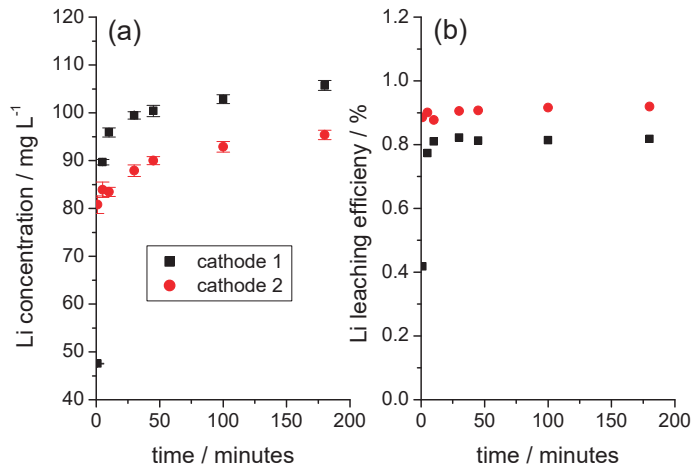 (a)
Li concentration / mg L⁻¹
120
110
100
90
80
70
60
50
40
0 50 100 150 200
time / minutes
cathode 1
cathode 2
(b)
Li leaching efficieny / %
1.2
1.0
0.8
0.6
0.4
0.2
0.0
0 50 100 150 200
time / minutes